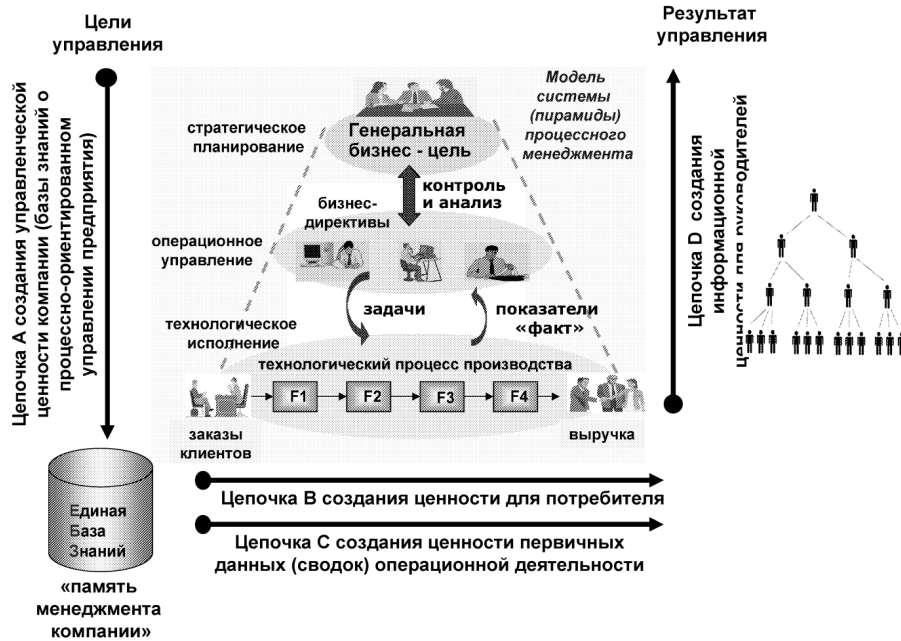 Цели
управления
Результат
управления
Цепочка А создания управленческой
ценности компании (базы знаний о
процессно-ориентированном
управлении предприятия)
Модель
системы
(пирамиды)
процессного
менеджмента
стратегическое
планирование
Генеральная
бизнес - цель
контроль
и анализ
бизнес-
директивы
операционное
управление
задачи
показатели
«факт»
технологическое
исполнение
технологический процесс производства
F1
F2
F3
F4
заказы
клиентов
выручка
Цепочка D создания
информационной
ценности для руководителей
Единая
База
Знаний
«память
менеджмента
компании»
Цепочка В создания ценности для потребителя
Цепочка С создания ценности первичных
данных (сводок) операционной деятельности